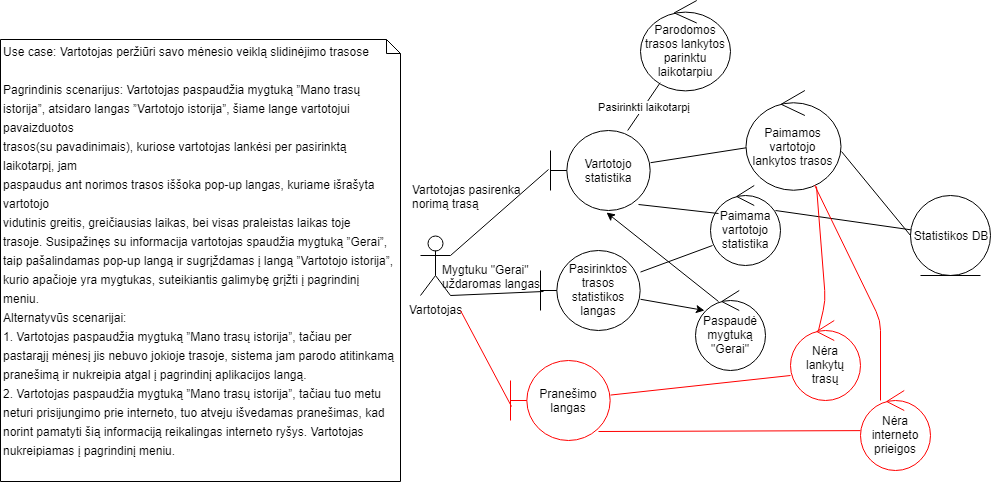 Use case: Vartotojas peržiūri savo mėnesio veiklą slidinėjimo trasose
Pagrindinis scenarijus: Vartotojas paspaudžia mygtuką ”Mano trasų
istorija”, atsidaro langas ”Vartotojo istorija”, šiame lange vartotojui
pavaizduotos
trasos(su pavadinimais), kuriose vartotojas lankėsi per pasirinktą
laikotarpį, jam
paspaudus ant norimos trasos iššoka pop-up langas, kuriame išrašyta
vartotojo
vidutinis greitis, greičiausias laikas, bei visas praleistas laikas toje
trasoje. Susipažinęs su informacija vartotojas spaudžia mygtuką ”Gerai”,
taip pašalindamas pop-up langą ir sugrįždamas į langą ”Vartotojo istorija”,
kurio apačioje yra mygtukas, suteikiantis galimybę grįžti į pagrindinį
meniu.
Alternatyvūs scenarijai:
1. Vartotojas paspaudžia mygtuką ”Mano trasų istorija”, tačiau per
pastarąjį mėnesį jis nebuvo jokioje trasoje, sistema jam parodo atitinkamą
pranešimą ir nukreipia atgal į pagrindinį aplikacijos langą.
2. Vartotojas paspaudžia mygtuką ”Mano trasų istorija”, tačiau tuo metu
neturi prisijungimo prie interneto, tuo atveju išvedamas pranešimas, kad
norint pamatyti šią informaciją reikalingas interneto ryšys. Vartotojas
nukreipiamas į pagrindinį meniu.
Parodomos
trasos lankytos
parinktu
laikotarpiu
Pasirinkti laikotarpį
Vartotojo
statistika
Paimamos
vartotojo
lankytos trasos
Vartotojas pasirenka
norimą trasą
Paimama
vartotojo
statistika
Statistikos DB
Mygtuku "Gerai"
uždaromas langas
Pasirinktos
trasos
statistikos
langas
Vartotojas
Paspaudė
mygtuką
"Gerai"
Nėra
lankytų
trasų
Pranešimo
langas
Nėra
interneto
prieigos